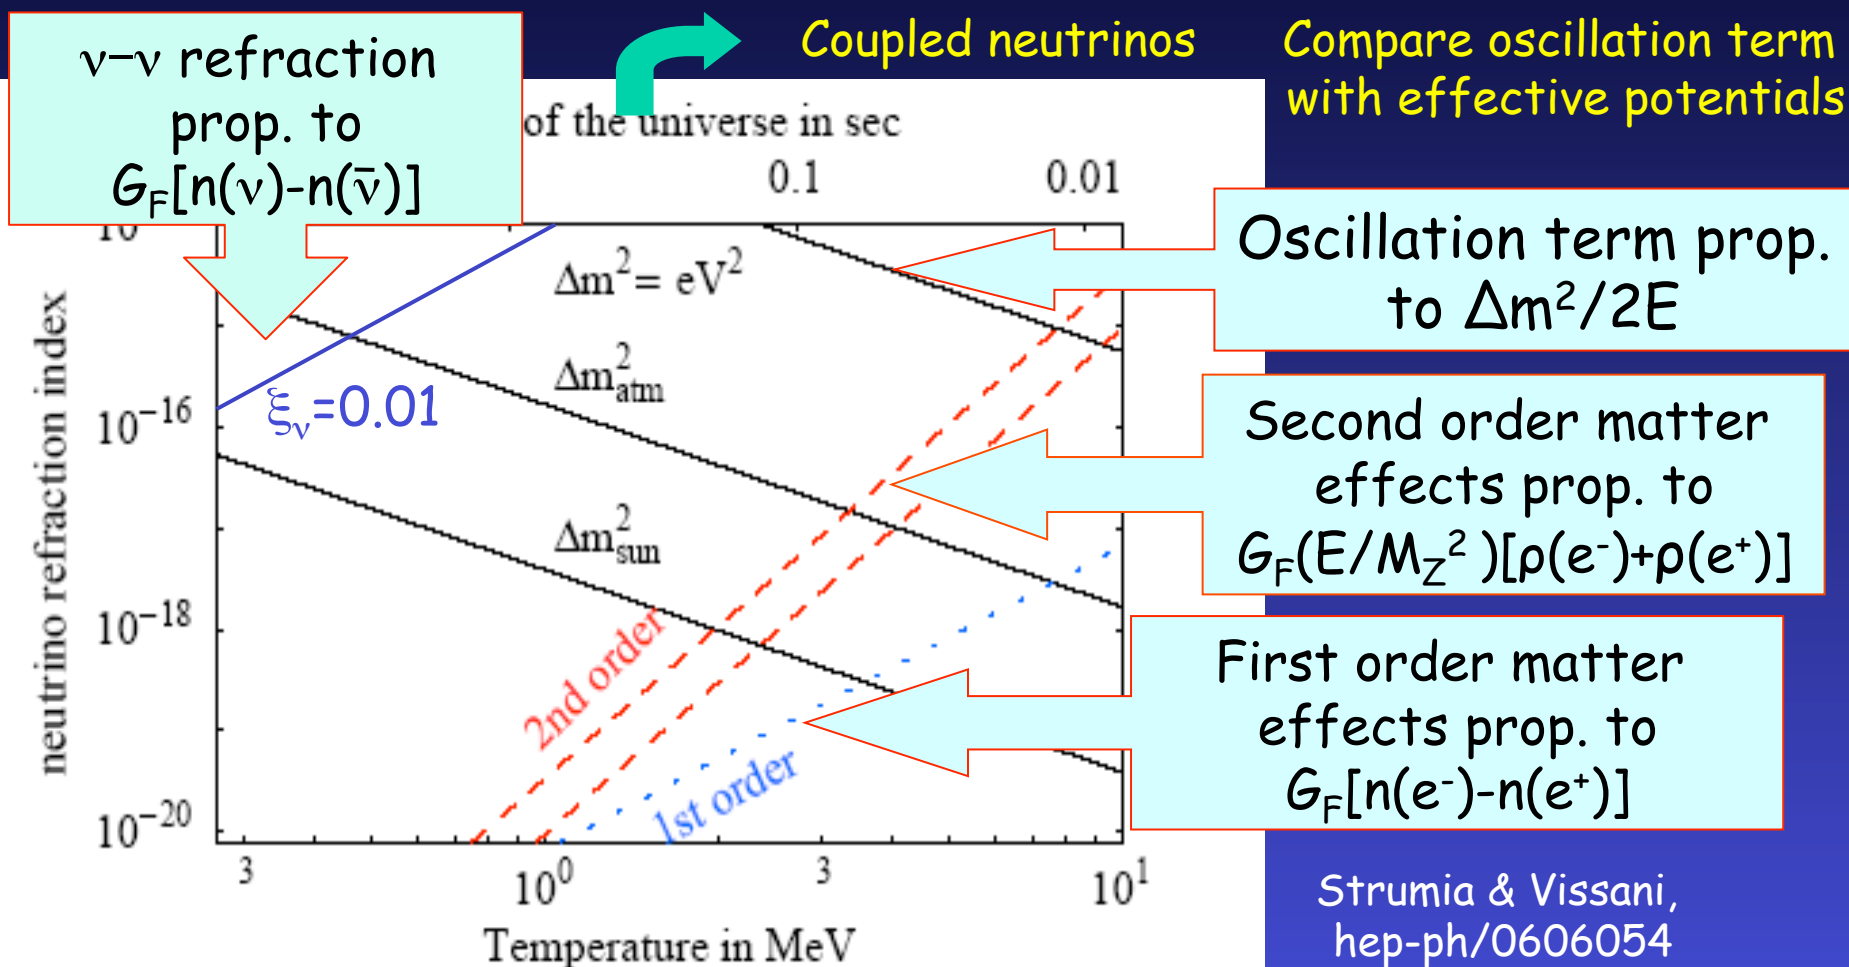 ν–ν refraction
prop. to
G_F[n(ν)-n(ν̄)]
Coupled neutrinos
Compare oscillation term
with effective potentials
of the universe in sec
0.1 0.01
Oscillation term prop.
to Δm²/2E
Δm² = eV²
Δm²atm
Δm²sun
ξν=0.01
Second order matter
effects prop. to
G_F(E/M_Z²)[ρ(e⁻)+ρ(e⁺)]
First order matter
effects prop. to
G_F[n(e⁻)-n(e⁺)]
2nd order
1st order
neutrino refraction index
10⁻¹⁶
10⁻¹⁸
10⁻²⁰
3 10⁰ 3 10¹
Temperature in MeV
Strumia & Vissani,
hep-ph/0606054